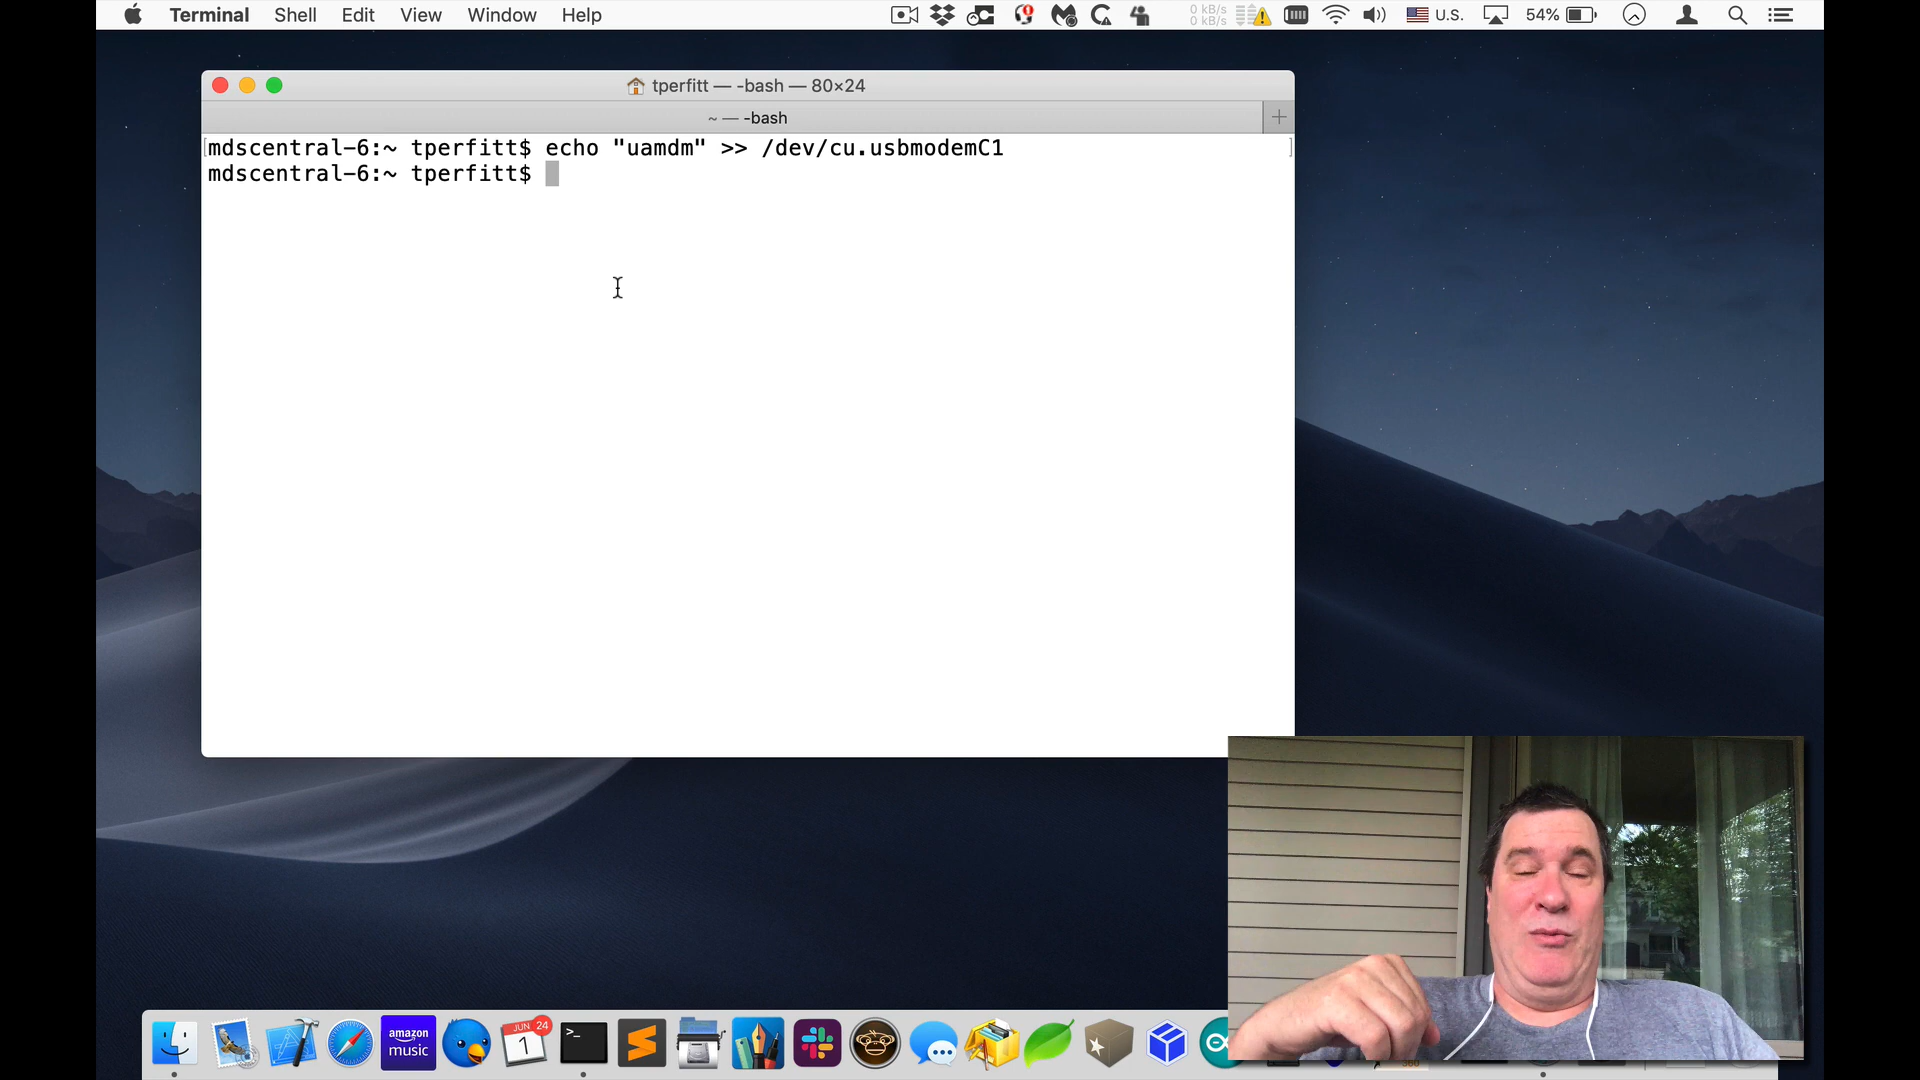 Terminal Shell Edit View Window Help 0 kB/s U.S. 54%
0 kB/s
tperfitt — -bash — 80×24
~ — -bash
mdscentral-6:~ tperfitt$ echo "uamdm" >> /dev/cu.usbmodemC1
mdscentral-6:~ tperfitt$
amazon
music
JUN 24
1
>_